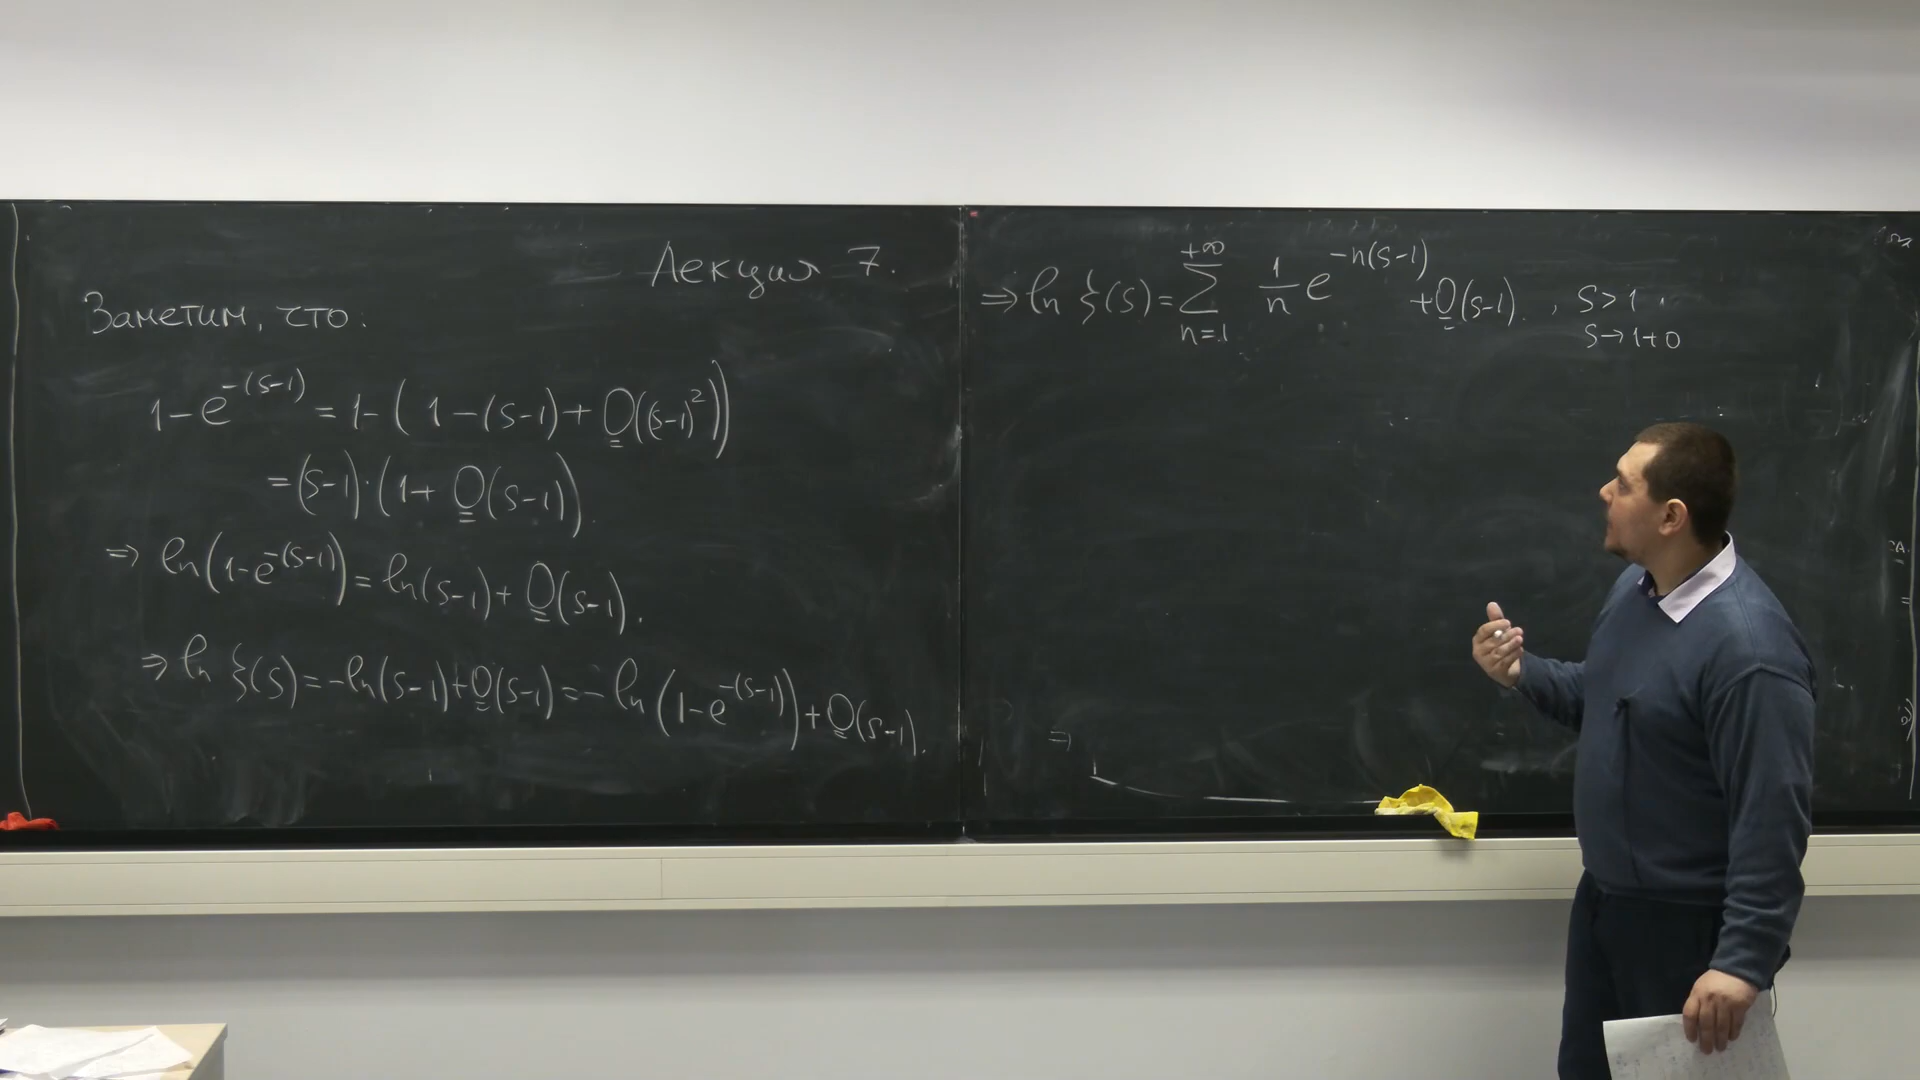 Лекция 7.
Заметим, что:
1-e^{-(s-1)} = 1-(1-(s-1)+O((s-1)^2))
=(s-1)·(1+O(s-1)).
⇒ ln(1-e^{-(s-1)}) = ln(s-1)+O(s-1).
⇒ ln ξ(s)=-ln(s-1)+O(s-1)=-ln(1-e^{-(s-1)})+O(s-1).
⇒ ln ξ(s)=∑_{n=1}^{+∞} 1/n e^{-n(s-1)}+O(s-1)., s>1
s→1+0
⇒